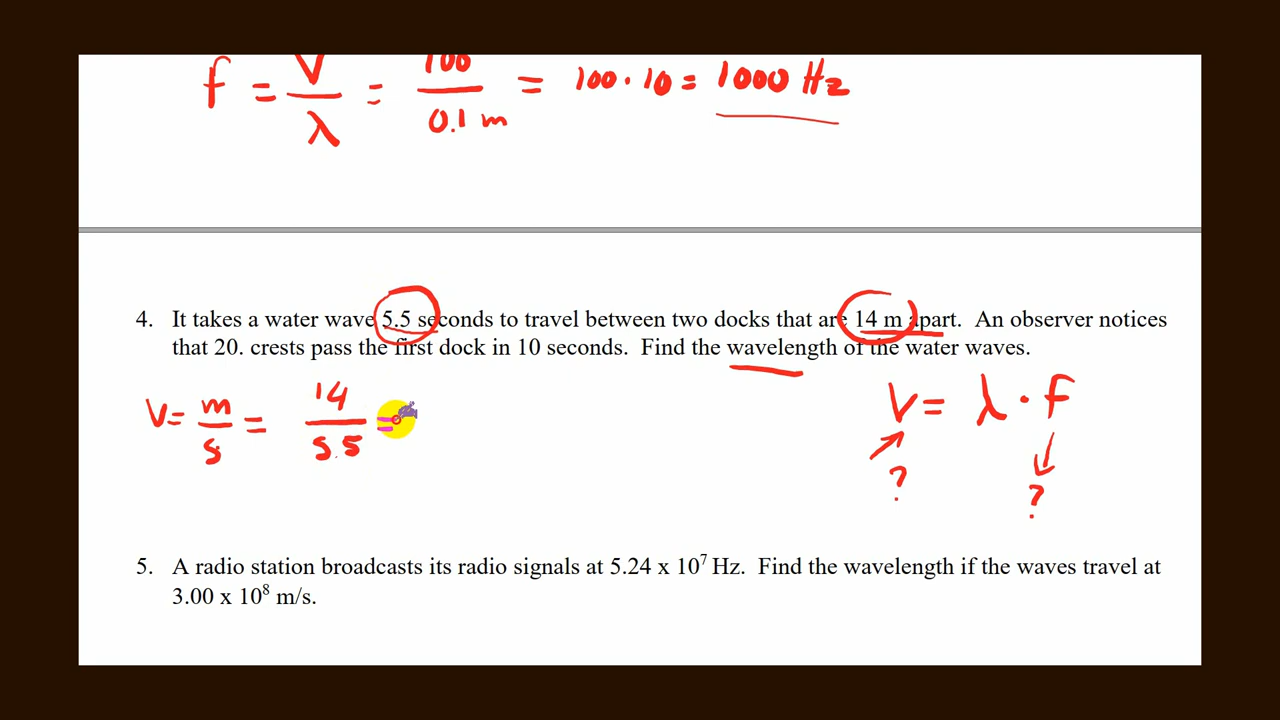 f = V/λ = 100/0.1 m = 100 · 10 = 1000 Hz
4. It takes a water wave 5.5 seconds to travel between two docks that are 14 m apart. An observer notices
that 20. crests pass the first dock in 10 seconds. Find the wavelength of the water waves.
V = m/s = 14/5.5 =
V = λ · f
? ?
5. A radio station broadcasts its radio signals at 5.24 x 10⁷ Hz. Find the wavelength if the waves travel at
3.00 x 10⁸ m/s.